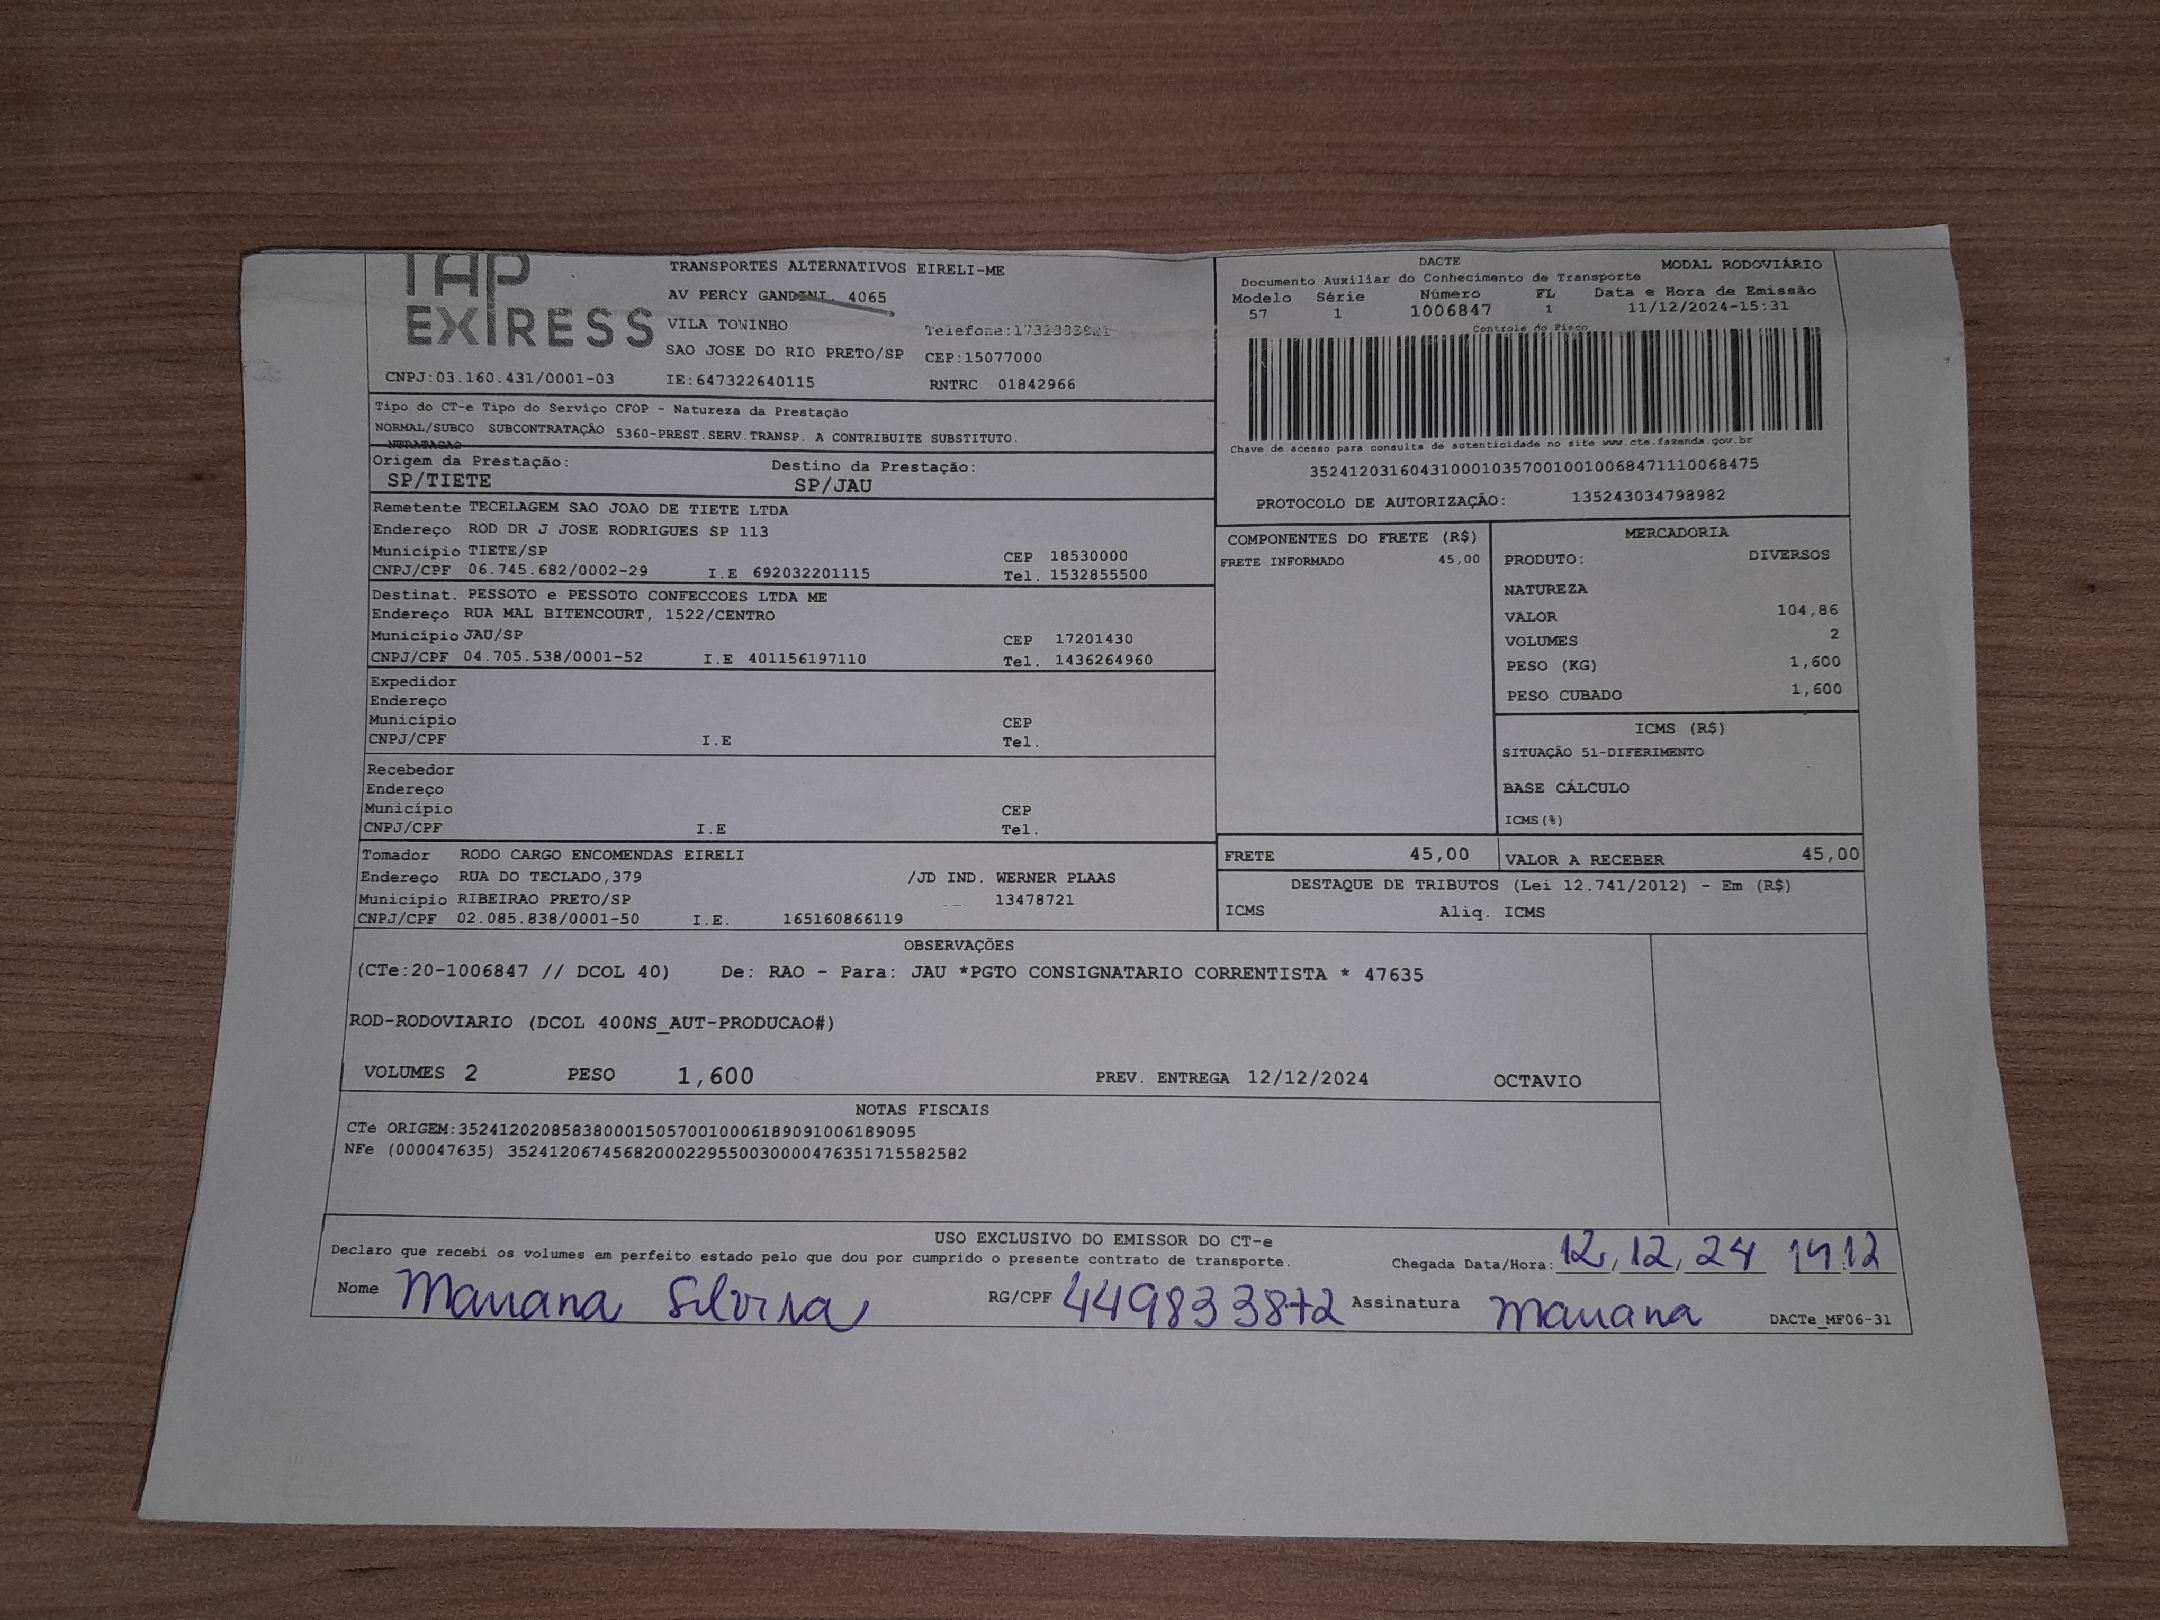 TAP
EXPRESS
TRANSPORTES ALTERNATIVOS EIRELI-ME
AV PERCY GANDINI, 4065
VILA TONINHO
SAO JOSE DO RIO PRETO/SP CEP:15077000
CNPJ:03.160.431/0001-03 IE:647322640115 RNTRC 01842966
DACTE MODAL RODOVIÁRIO
Documento Auxiliar do Conhecimento de Transporte
Modelo Série Número FL Data e Hora de Emissão
57 1 1006847 1 11/12/2024-15:31
Controle do Fisco
Chave de acesso para consulta de autenticidade no site www.cte.fazenda.gov.br
35241203160431000103570010010068471110068475
PROTOCOLO DE AUTORIZAÇÃO: 135243034798982
Tipo do CT-e Tipo do Serviço CFOP - Natureza da Prestação
NORMAL/SUBCO SUBCONTRATAÇÃO 5360-PREST.SERV.TRANSP. A CONTRIBUITE SUBSTITUTO.
NTRATACAO
Origem da Prestação: Destino da Prestação:
SP/TIETE SP/JAU
Remetente TECELAGEM SAO JOAO DE TIETE LTDA
Endereço ROD DR J JOSE RODRIGUES SP 113
Município TIETE/SP CEP 18530000
CNPJ/CPF 06.745.682/0002-29 I.E 692032201115 Tel. 1532855500
Destinat. PESSOTO e PESSOTO CONFECCOES LTDA ME
Endereço RUA MAL BITENCOURT, 1522/CENTRO
Município JAU/SP CEP 17201430
CNPJ/CPF 04.705.538/0001-52 I.E 401156197110 Tel. 1436264960
Expedidor
Endereço
Município CEP
CNPJ/CPF I.E Tel.
Recebedor
Endereço
Município CEP
CNPJ/CPF I.E Tel.
Tomador RODO CARGO ENCOMENDAS EIRELI
Endereço RUA DO TECLADO,379 /JD IND. WERNER PLAAS
Município RIBEIRAO PRETO/SP 13478721
CNPJ/CPF 02.085.838/0001-50 I.E. 165160866119
COMPONENTES DO FRETE (R$)
FRETE INFORMADO 45,00
MERCADORIA
PRODUTO: DIVERSOS
NATUREZA
VALOR 104,86
VOLUMES 2
PESO (KG) 1,600
PESO CUBADO 1,600
ICMS (R$)
SITUAÇÃO 51-DIFERIMENTO
BASE CÁLCULO
ICMS(%)
FRETE 45,00 VALOR A RECEBER 45,00
DESTAQUE DE TRIBUTOS (Lei 12.741/2012) - Em (R$)
ICMS Aliq. ICMS
OBSERVAÇÕES
(CTe:20-1006847 // DCOL 40) De: RAO - Para: JAU *PGTO CONSIGNATARIO CORRENTISTA * 47635
ROD-RODOVIARIO (DCOL 400NS_AUT-PRODUCAO#)
VOLUMES 2 PESO 1,600 PREV. ENTREGA 12/12/2024 OCTAVIO
NOTAS FISCAIS
CTe ORIGEM:35241202085838000150570010006189091006189095
NFe (000047635) 35241206745682000229550030000476351715582582
USO EXCLUSIVO DO EMISSOR DO CT-e
Declaro que recebi os volumes em perfeito estado pelo que dou por cumprido o presente contrato de transporte.
Chegada Data/Hora: 12,12,24 14:12
Nome Mauana Silvira RG/CPF 449833872 Assinatura Mauana
DACTe_MF06-31